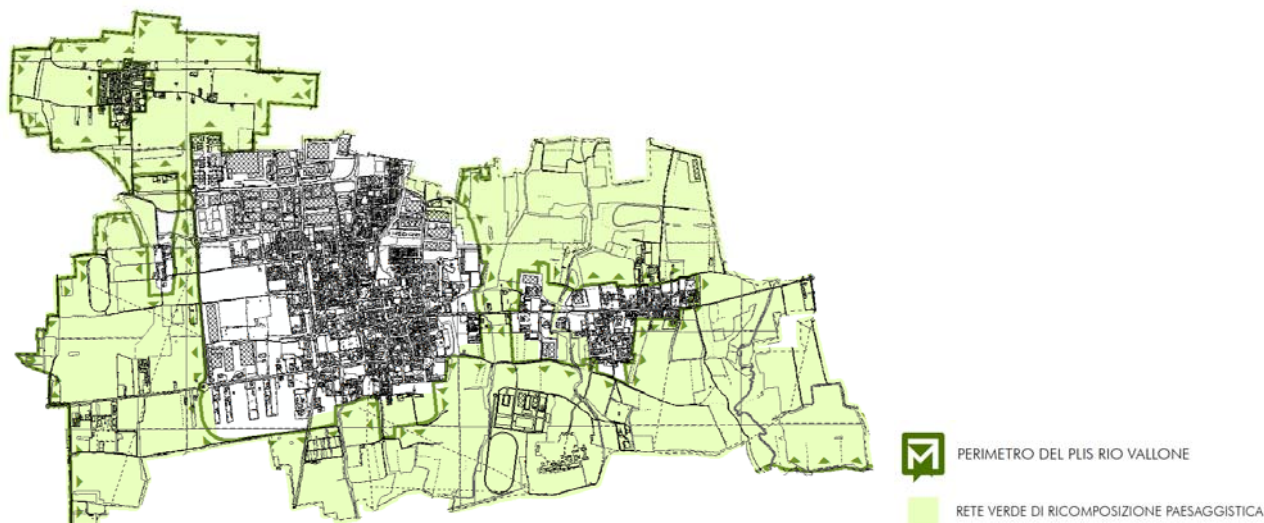 PERIMETRO DEL PLIS RIO VALLONE
RETE VERDE DI RICOMPOSIZIONE PAESAGGISTICA